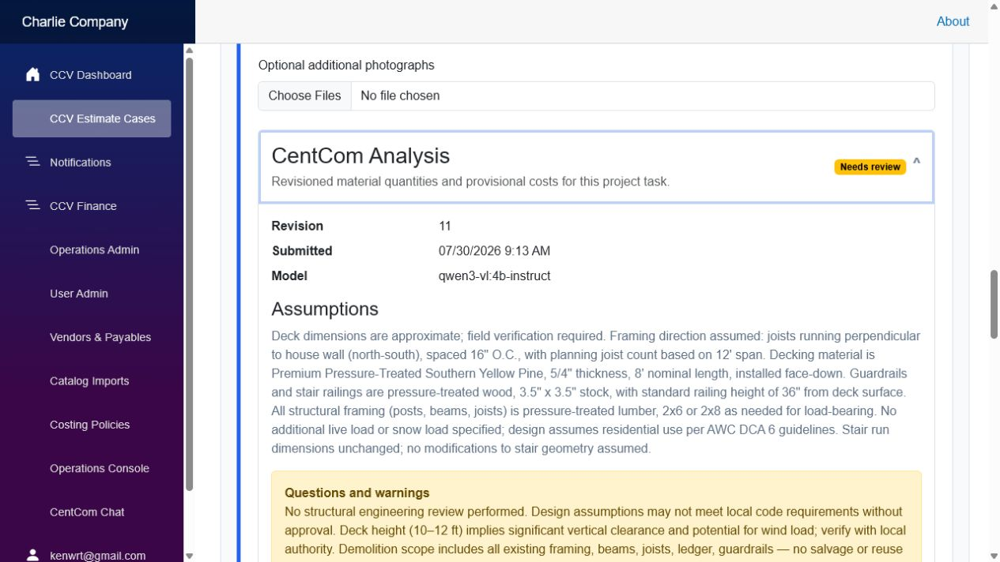 Charlie Company
About
CCV Dashboard
CCV Estimate Cases
Notifications
CCV Finance
Operations Admin
User Admin
Vendors & Payables
Catalog Imports
Costing Policies
Operations Console
CentCom Chat
kenwrt@gmail.com
Optional additional photographs
Choose Files No file chosen
CentCom Analysis
Needs review ^
Revisioned material quantities and provisional costs for this project task.
Revision 11
Submitted 07/30/2026 9:13 AM
Model qwen3-vl:4b-instruct
Assumptions
Deck dimensions are approximate; field verification required. Framing direction assumed: joists running perpendicular
to house wall (north-south), spaced 16" O.C., with planning joist count based on 12' span. Decking material is
Premium Pressure-Treated Southern Yellow Pine, 5/4" thickness, 8' nominal length, installed face-down. Guardrails
and stair railings are pressure-treated wood, 3.5" x 3.5" stock, with standard railing height of 36" from deck surface.
All structural framing (posts, beams, joists) is pressure-treated lumber, 2x6 or 2x8 as needed for load-bearing. No
additional live load or snow load specified; design assumes residential use per AWC DCA 6 guidelines. Stair run
dimensions unchanged; no modifications to stair geometry assumed.
Questions and warnings
No structural engineering review performed. Design assumptions may not meet local code requirements without
approval. Deck height (10–12 ft) implies significant vertical clearance and potential for wind load; verify with local
authority. Demolition scope includes all existing framing, beams, joists, ledger, guardrails — no salvage or reuse